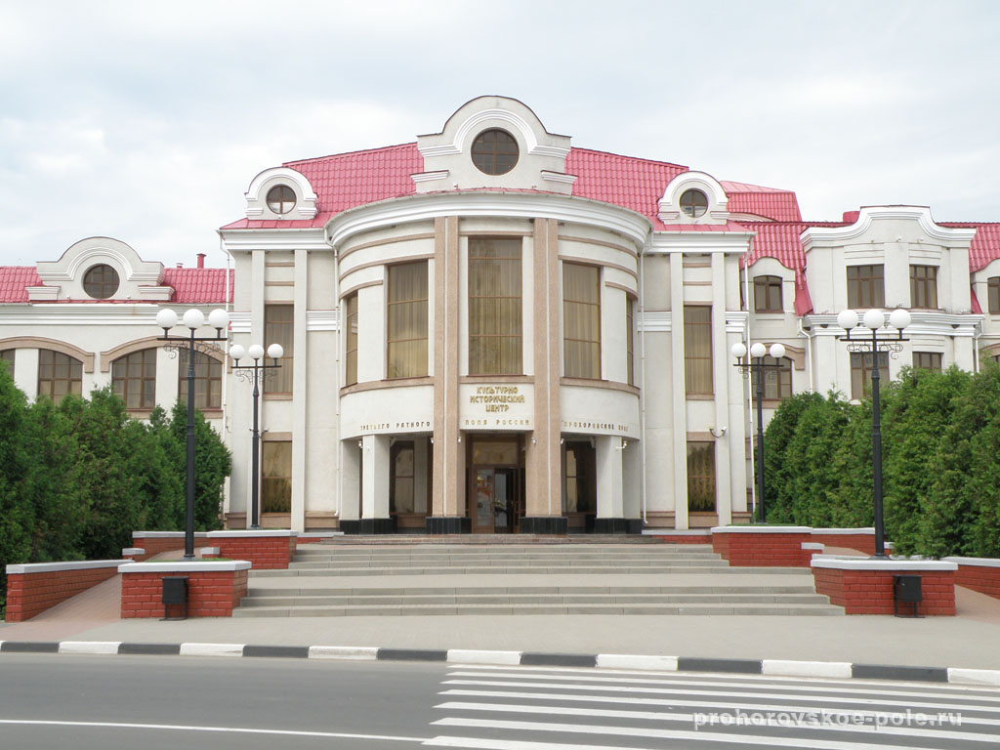 КУЛЬТУРНО
ИСТОРИЧЕСКИЙ
ЦЕНТР
ТРЕТЬЕГО РАТНОГО ПОЛЯ РОССИИ ПРОХОРОВСКОЕ ПОЛЕ
prohorovskoe-pole.ru